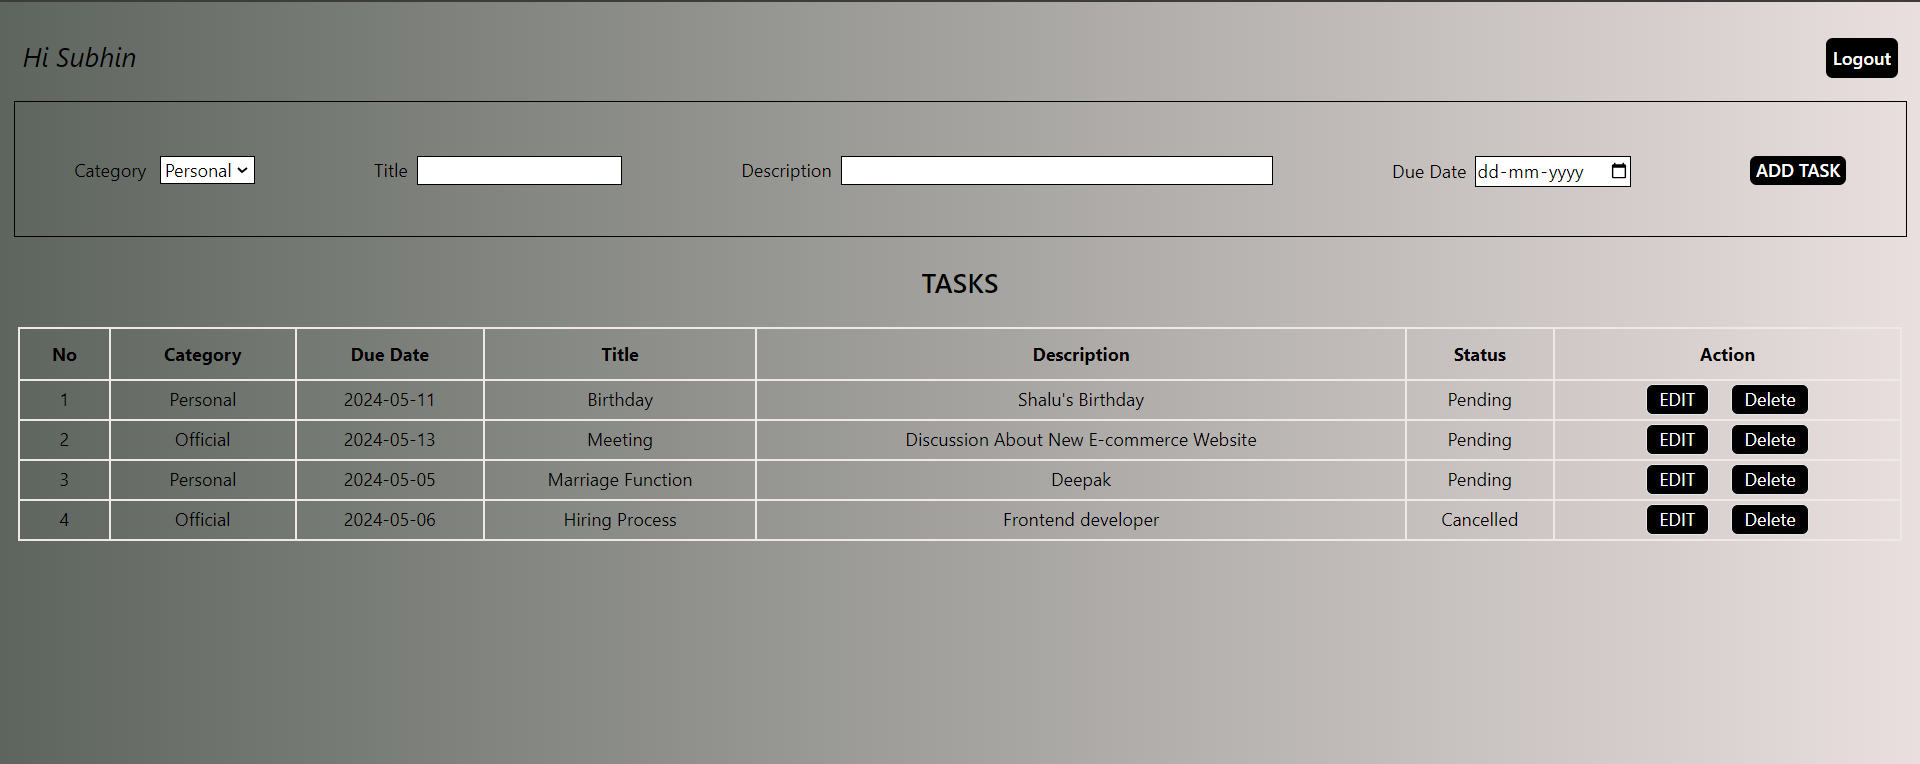 Hi Subhin Logout
Category Personal Title Description Due Date dd-mm-yyyy ADD TASK
TASKS
No Category Due Date Title Description Status Action
1 Personal 2024-05-11 Birthday Shalu's Birthday Pending EDIT Delete
2 Official 2024-05-13 Meeting Discussion About New E-commerce Website Pending EDIT Delete
3 Personal 2024-05-05 Marriage Function Deepak Pending EDIT Delete
4 Official 2024-05-06 Hiring Process Frontend developer Cancelled EDIT Delete